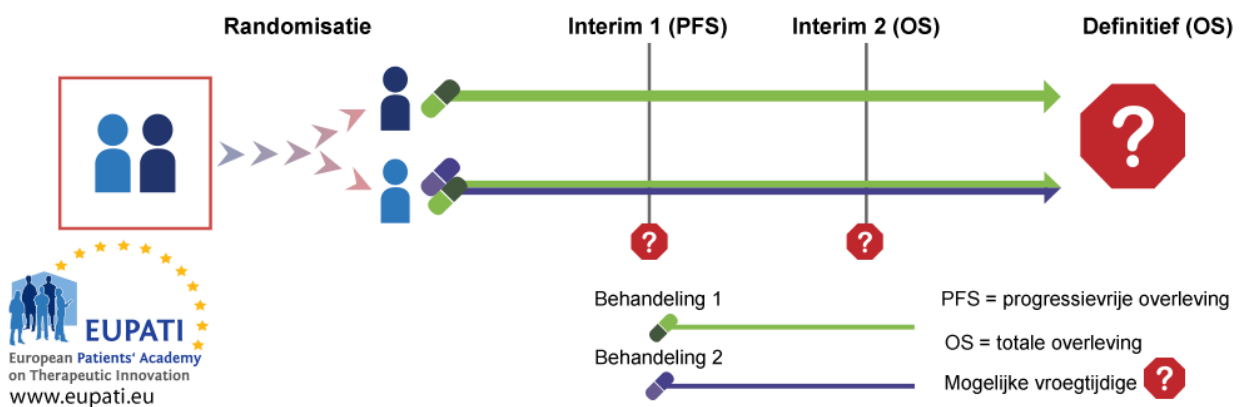 Randomisatie
Interim 1 (PFS)
Interim 2 (OS)
Definitief (OS)
?
?
?
Behandeling 1
Behandeling 2
PFS = progressievrije overleving
OS = totale overleving
Mogelijke vroegtijdige ?
EUPATI
European Patients' Academy
on Therapeutic Innovation
www.eupati.eu